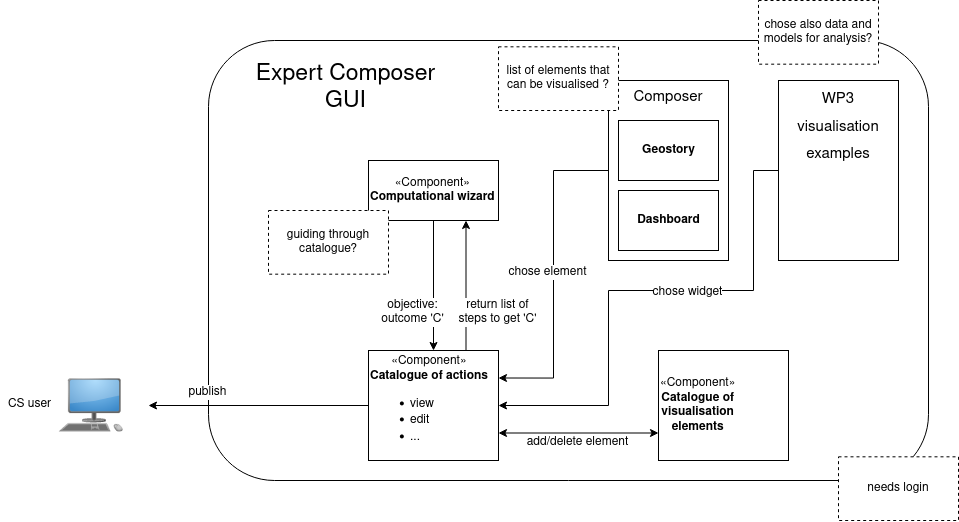 chose also data and
models for analysis?
Expert Composer
GUI
list of elements that
can be visualised ?
Composer
Geostory
Dashboard
WP3
visualisation
examples
«Component»
Computational wizard
guiding through
catalogue?
chose element
chose widget
objective:
outcome 'C'
return list of
steps to get 'C'
«Component»
Catalogue of actions
• view
• edit
• ...
publish
CS user
«Component»
Catalogue of
visualisation
elements
add/delete element
needs login